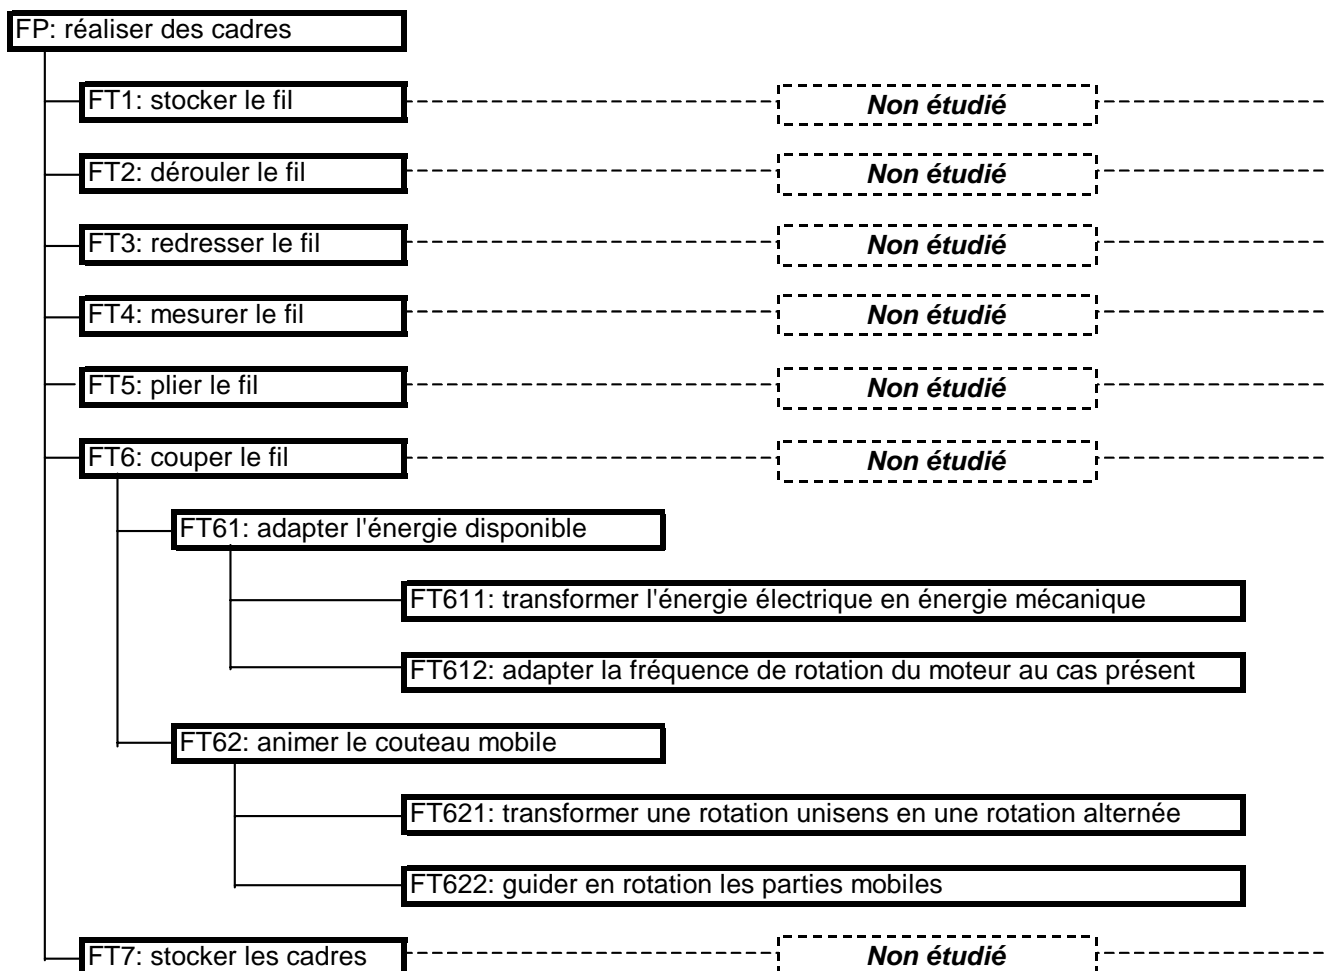 FP: réaliser des cadres
FT1: stocker le fil
Non étudié
FT2: dérouler le fil
Non étudié
FT3: redresser le fil
Non étudié
FT4: mesurer le fil
Non étudié
FT5: plier le fil
Non étudié
FT6: couper le fil
Non étudié
FT61: adapter l'énergie disponible
FT611: transformer l'énergie électrique en énergie mécanique
FT612: adapter la fréquence de rotation du moteur au cas présent
FT62: animer le couteau mobile
FT621: transformer une rotation unisens en une rotation alternée
FT622: guider en rotation les parties mobiles
FT7: stocker les cadres
Non étudié